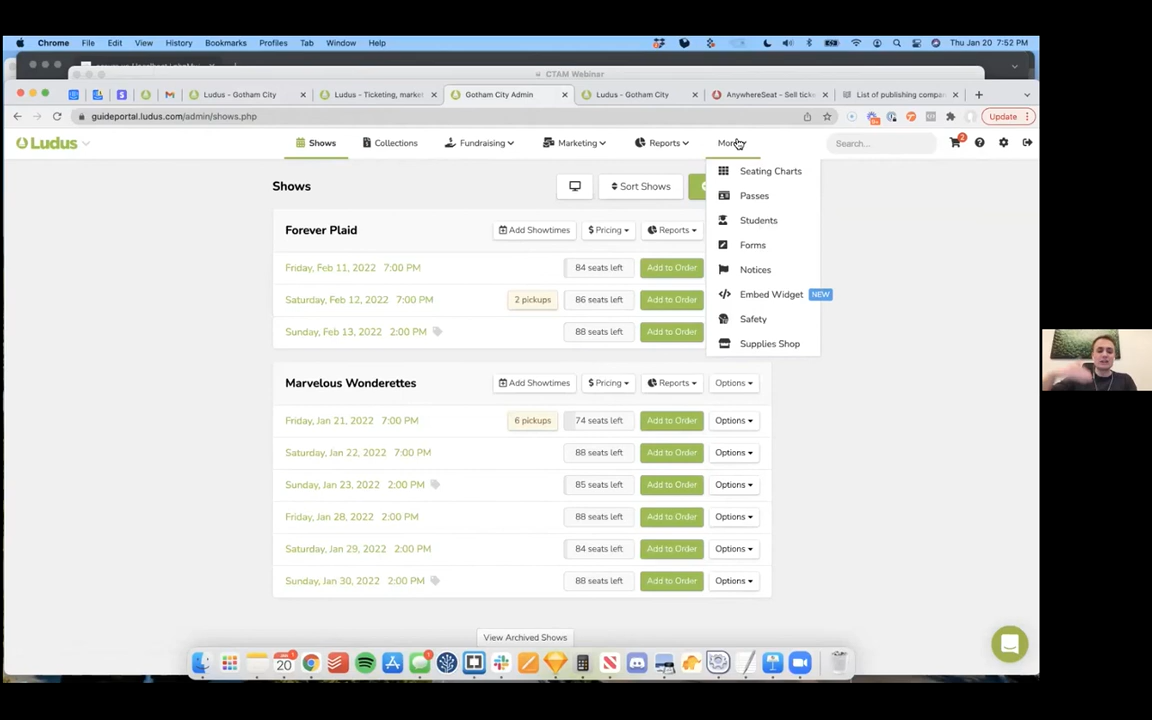 Chrome File Edit View History Bookmarks Profiles Tab Window Help Thu Jan 20 7:52 PM
CTAM Webinar
Ludus - Gotham City Ludus - Ticketing, market Gotham City Admin Ludus - Gotham City AnywhereSeat - Sell ticke List of publishing compa
guideportal.ludus.com/admin/shows.php Update
Ludus Shows Collections Fundraising Marketing Reports More Search... 2
Shows Sort Shows
Seating Charts
Passes
Students
Forms
Notices
Embed Widget NEW
Safety
Supplies Shop
Forever Plaid Add Showtimes $ Pricing Reports
Friday, Feb 11, 2022 7:00 PM 84 seats left Add to Order
Saturday, Feb 12, 2022 7:00 PM 2 pickups 86 seats left Add to Order
Sunday, Feb 13, 2022 2:00 PM 88 seats left Add to Order
Marvelous Wonderettes Add Showtimes $ Pricing Reports Options
Friday, Jan 21, 2022 7:00 PM 6 pickups 74 seats left Add to Order Options
Saturday, Jan 22, 2022 7:00 PM 88 seats left Add to Order Options
Sunday, Jan 23, 2022 2:00 PM 85 seats left Add to Order Options
Friday, Jan 28, 2022 7:00 PM 88 seats left Add to Order Options
Saturday, Jan 29, 2022 2:00 PM 84 seats left Add to Order Options
Sunday, Jan 30, 2022 2:00 PM 88 seats left Add to Order Options
View Archived Shows
JAN
20